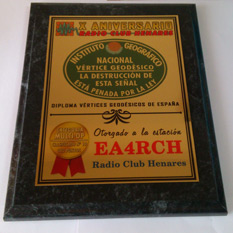 X ANIVERSARIO
RADIO CLUB HENARES
INSTITUTO GEOGRÁFICO
NACIONAL
VÉRTICE GEODÉSICO
LA DESTRUCCIÓN DE
ESTA SEÑAL
ESTÁ PENADA POR LA LEY
DIPLOMA VÉRTICES GEODÉSICOS DE ESPAÑA
Otorgado a la estación
EA4RCH
Radio Club Henares